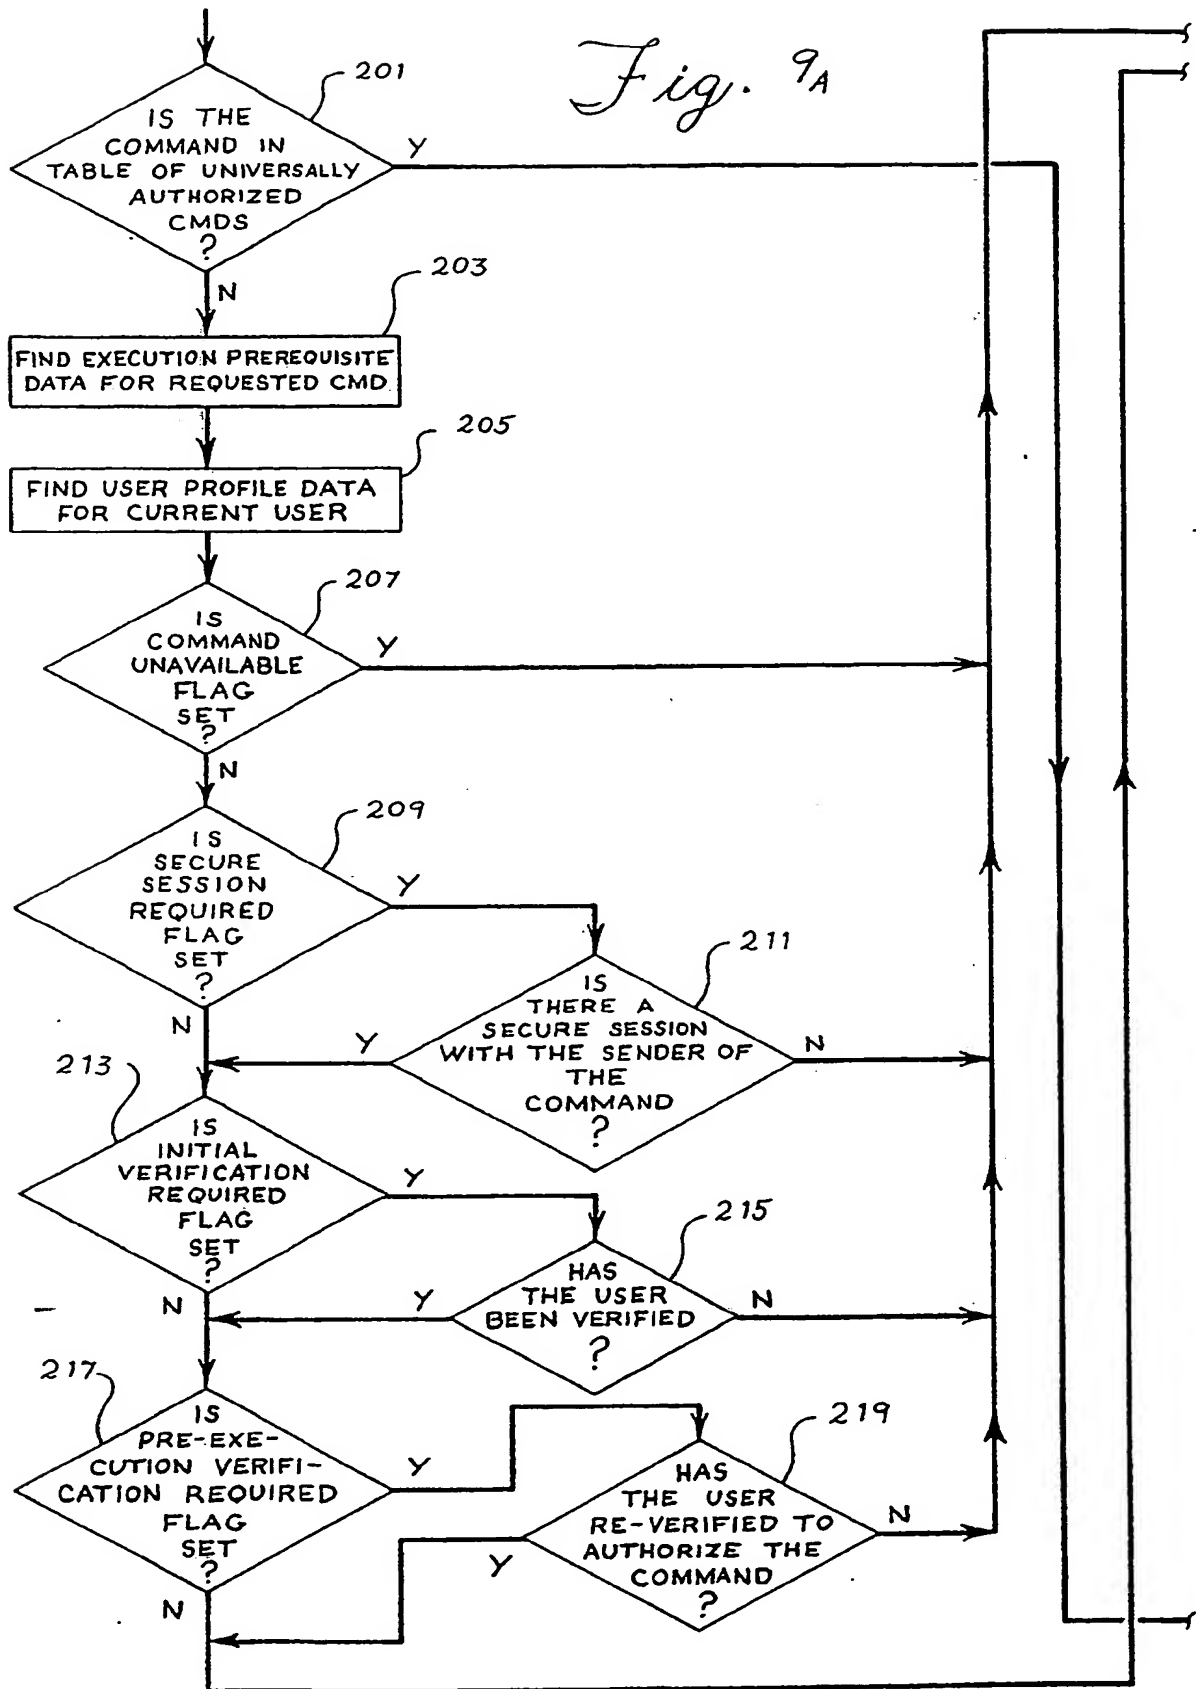 Fig. 9A
201
IS THE
COMMAND IN
TABLE OF UNIVERSALLY
AUTHORIZED
CMDS
?
Y
N
203
FIND EXECUTION PREREQUISITE
DATA FOR REQUESTED CMD
205
FIND USER PROFILE DATA
FOR CURRENT USER
207
IS
COMMAND
UNAVAILABLE
FLAG
SET
?
Y
N
209
IS
SECURE
SESSION
REQUIRED
FLAG
SET
?
Y
N
211
IS
THERE A
SECURE SESSION
WITH THE SENDER OF
THE
COMMAND
?
Y
N
213
IS
INITIAL
VERIFICATION
REQUIRED
FLAG
SET
?
Y
N
215
HAS
THE USER
BEEN VERIFIED
?
Y
N
217
IS
PRE-EXE-
CUTION VERIFI-
CATION REQUIRED
FLAG
SET
?
Y
N
219
HAS
THE USER
RE-VERIFIED TO
AUTHORIZE THE
COMMAND
?
Y
N